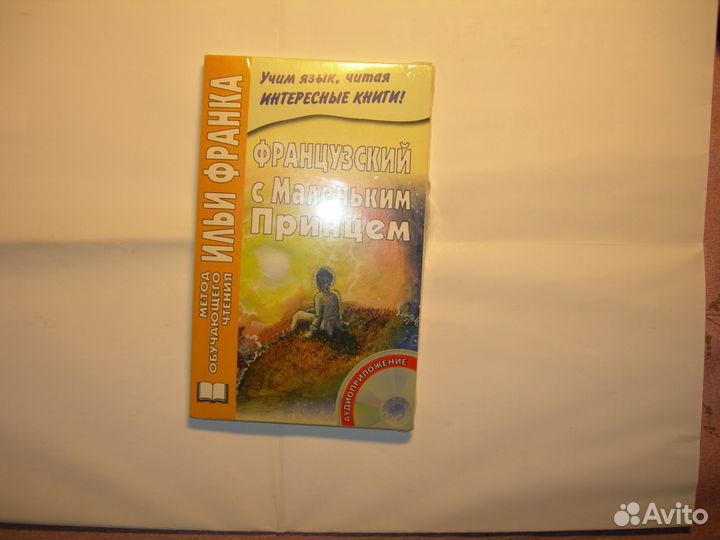 Учим язык, читая
ИНТЕРЕСНЫЕ КНИГИ!
ФРАНЦУЗСКИЙ
с Маленьким
Принцем
МЕТОД
ОБУЧАЮЩЕГО
ЧТЕНИЯ
ИЛЬИ ФРАНКА
АУДИОПРИЛОЖЕНИЕ
Avito